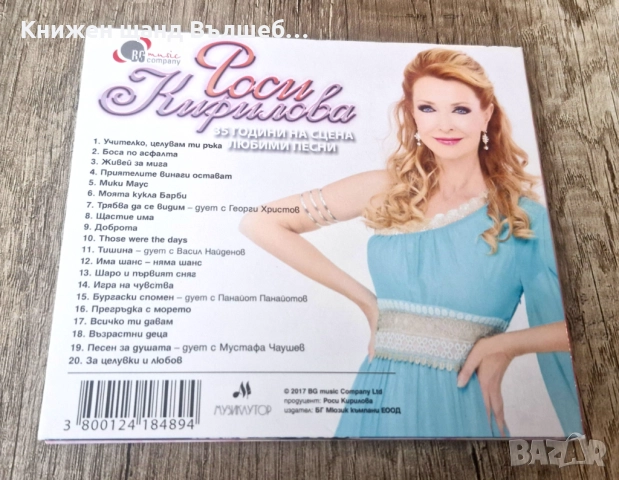 Книжен шанд Вълшеб…
BG music
company
Роси
Кирилова
35 ГОДИНИ НА СЦЕНА
ЛЮБИМИ ПЕСНИ
1. Учителко, целувам ти ръка
2. Боса по асфалта
3. Живей за мига
4. Приятелите винаги остават
5. Мики Маус
6. Моята кукла Барби
7. Трябва да се видим – дует с Георги Христов
8. Щастие има
9. Доброта
10. Those were the days
11. Тишина – дует с Васил Найденов
12. Има шанс – няма шанс
13. Шаро и първият сняг
14. Игра на чувства
15. Бургаски спомен – дует с Панайот Панайотов
16. Прегръдка с морето
17. Всичко ти давам
18. Възрастни деца
19. Песен за душата – дует с Мустафа Чаушев
20. За целувки и любов
3 800124 184894
МУЗИКАУТОР
© 2017 BG music Company Ltd.
продуцент: Роси Кирилова
издател: БГ Мюзик къмпани ЕООД
BAZAR
bg